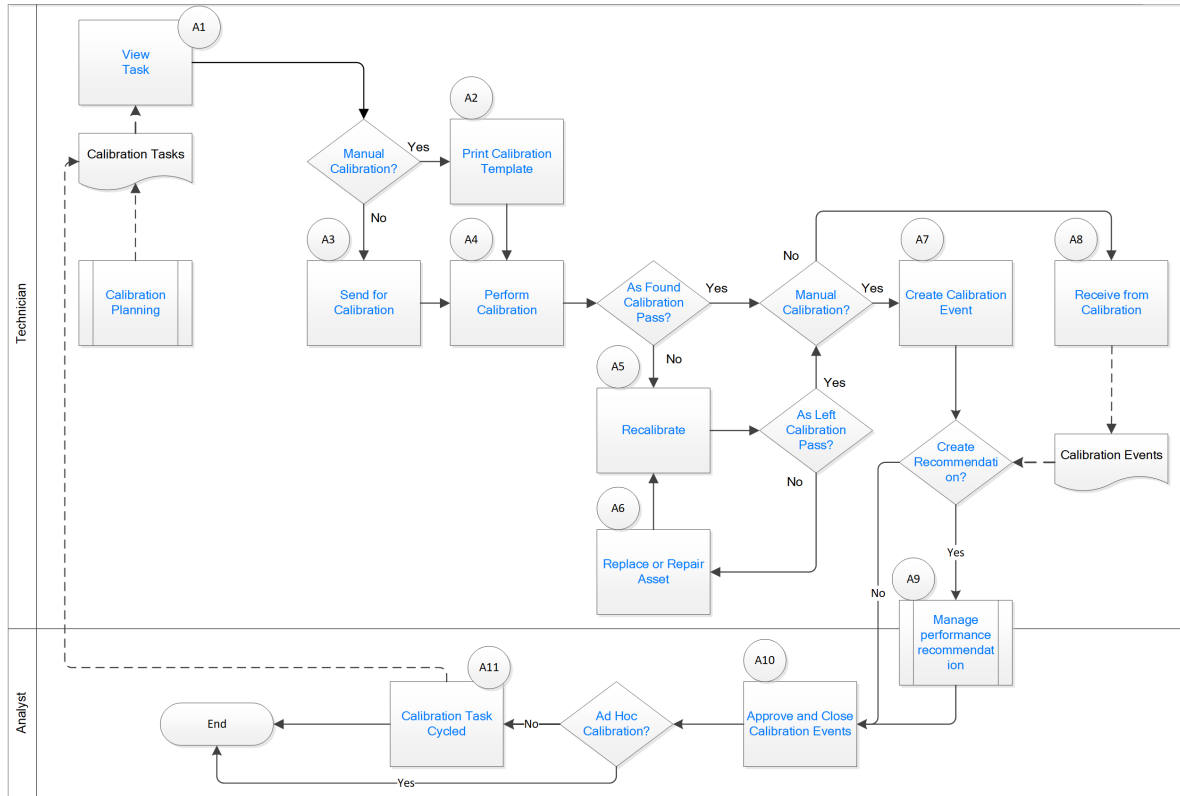 A1
View
Task
A2
Calibration Tasks
Manual
Calibration?
Yes
Print Calibration
Template
No
A3
A4
A7
A8
No
Calibration
Planning
Send for
Calibration
Perform
Calibration
As Found
Calibration
Pass?
Yes
Manual
Calibration?
Yes
Create Calibration
Event
Receive from
Calibration
Technician
No
A5
Yes
Recalibrate
As Left
Calibration
Pass?
Create
Recommendati
on?
Calibration Events
No
A6
Replace or Repair
Asset
Yes
A9
No
Manage
performance
recommendat
ion
A11
A10
Analyst
End
Calibration Task
Cycled
No
Ad Hoc
Calibration?
Approve and Close
Calibration Events
Yes